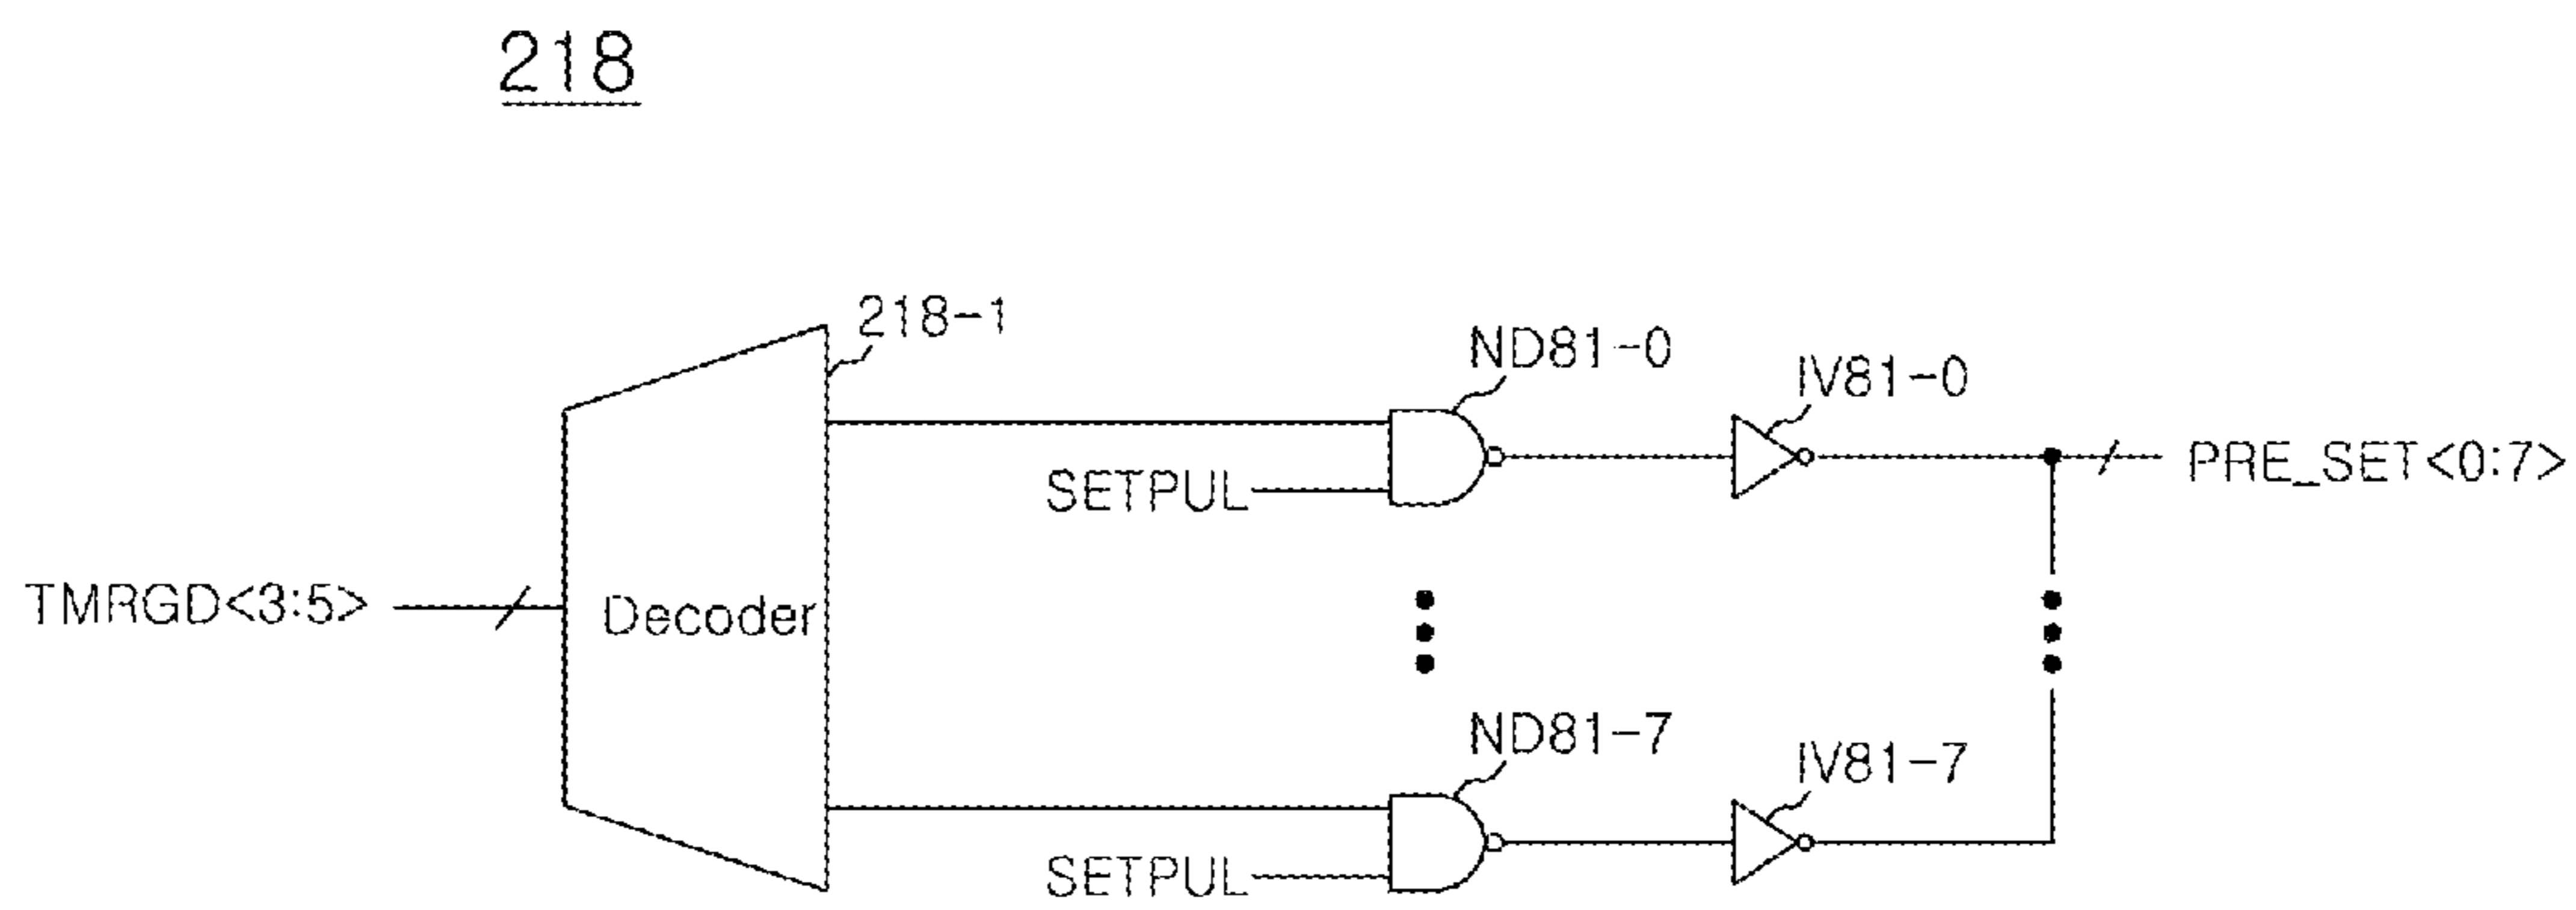 218
218-1
ND81-0
IV81-0
SETPUL
PRE_SET<0:7>
TMRGD<3:5>
Decoder
ND81-7
IV81-7
SETPUL